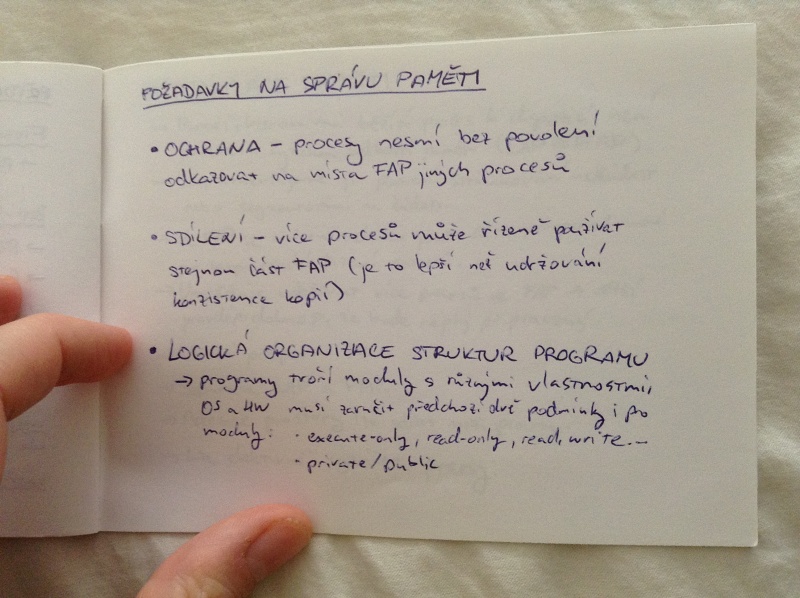 POŽADAVKY NA SPRÁVU PAMĚTI
• OCHRANA – procesy nesmí bez povolení
odkazovat na místa FAP jiných procesů
• SDÍLENÍ – více procesů může řízeně používat
stejnou část FAP (je to lepší než udržování
konzistence kopií)
• LOGICKÁ ORGANIZACE STRUKTUR PROGRAMU
→ programy tvoří moduly s různými vlastnostmi,
OS a HW musí zaručit předchozí dvě podmínky i po
moduly: · execute-only, read-only, read, write...
· private/public